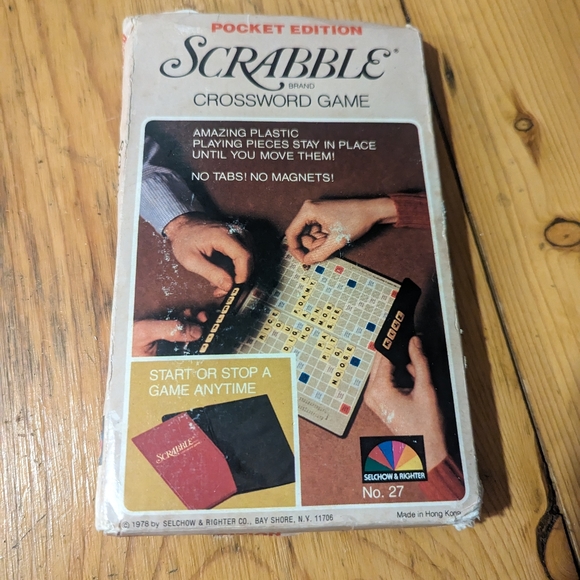 POCKET EDITION
SCRABBLE®
BRAND
CROSSWORD GAME
AMAZING PLASTIC
PLAYING PIECES STAY IN PLACE
UNTIL YOU MOVE THEM!
NO TABS! NO MAGNETS!
NOOSE
START OR STOP A
GAME ANYTIME
SCRABBLE
SELCHOW & RIGHTER
No. 27
© 1978 by SELCHOW & RIGHTER CO., BAY SHORE, N.Y. 11706
Made in Hong Kong